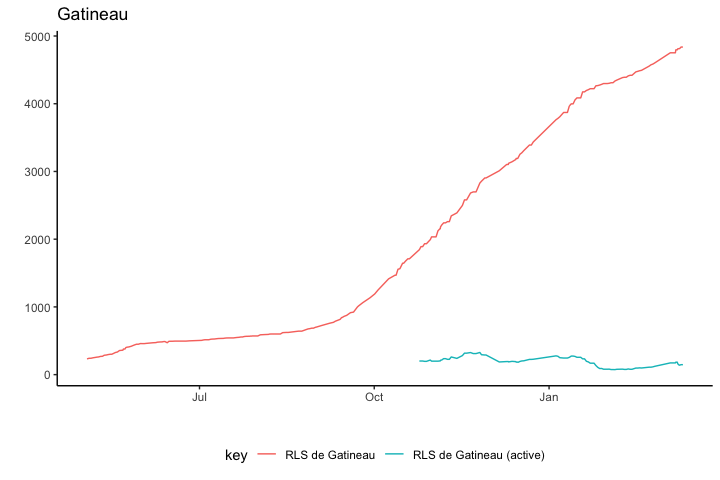 Gatineau
5000
4000
3000
2000
1000
0
Jul Oct Jan
key RLS de Gatineau RLS de Gatineau (active)